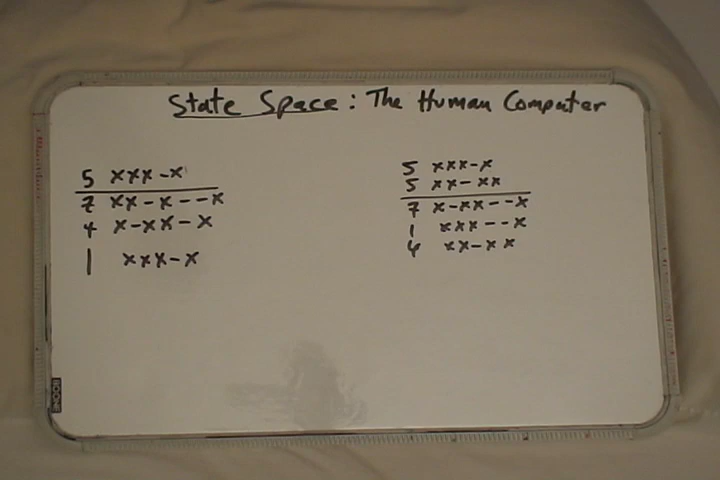 State Space: The Human Computer
5 xxx-x
7 xx-x--x
4 x-xx-x
1 xxx-x
5 xxx-x
5 xx-xx
7 x-xx--x
1 xxx--x
4 xx-xx
BOONE